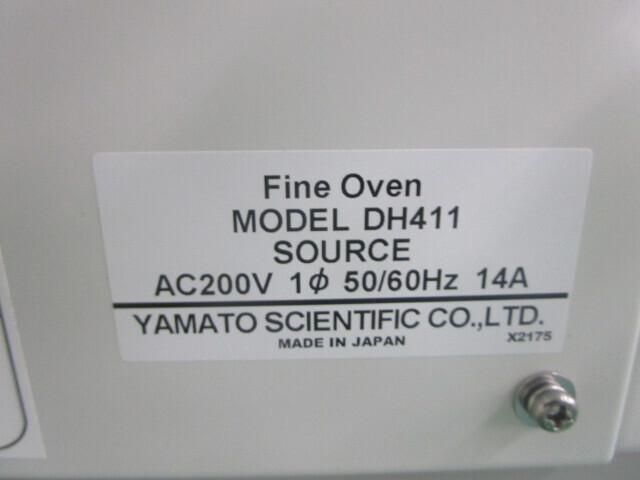 Fine Oven
MODEL DH411
SOURCE
AC200V 1ϕ 50/60Hz 14A
YAMATO SCIENTIFIC CO.,LTD.
MADE IN JAPAN X2175